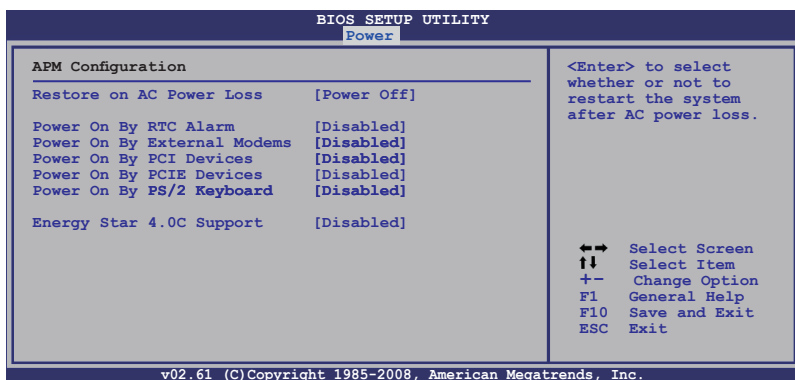 BIOS SETUP UTILITY
Power
APM Configuration
Restore on AC Power Loss [Power Off]
Power On By RTC Alarm [Disabled]
Power On By External Modems [Disabled]
Power On By PCI Devices [Disabled]
Power On By PCIE Devices [Disabled]
Power On By PS/2 Keyboard [Disabled]
Energy Star 4.0C Support [Disabled]
<Enter> to select
whether or not to
restart the system
after AC power loss.
←→ Select Screen
↑↓ Select Item
+- Change Option
F1 General Help
F10 Save and Exit
ESC Exit
v02.61 (C)Copyright 1985-2008, American Megatrends, Inc.